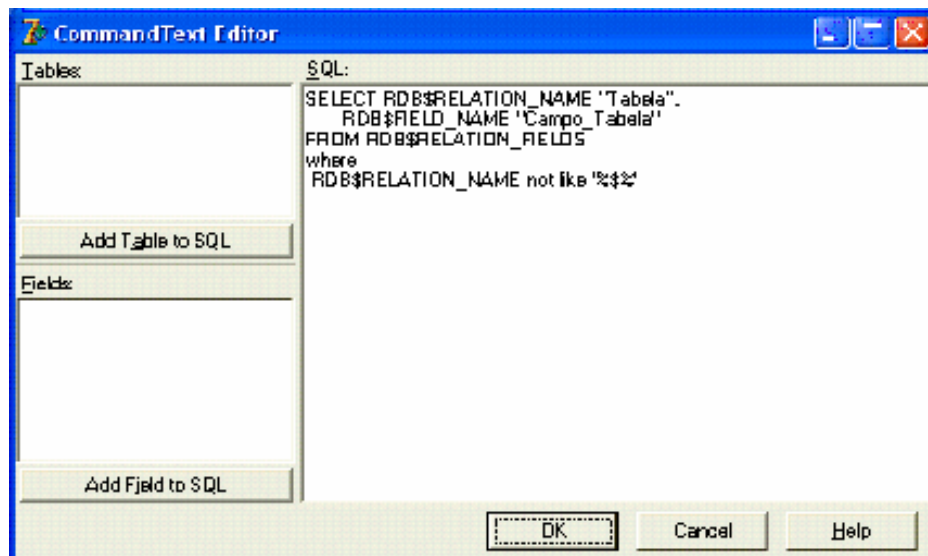 CommandText Editor
Tables:
SQL:
SELECT RDB$RELATION_NAME "Tabela",
RDB$FIELD_NAME "Campo_Tabela"
FROM RDB$RELATION_FIELDS
where
RDB$RELATION_NAME not like '%$%'
Add Table to SQL
Fields:
Add Field to SQL
OK
Cancel
Help